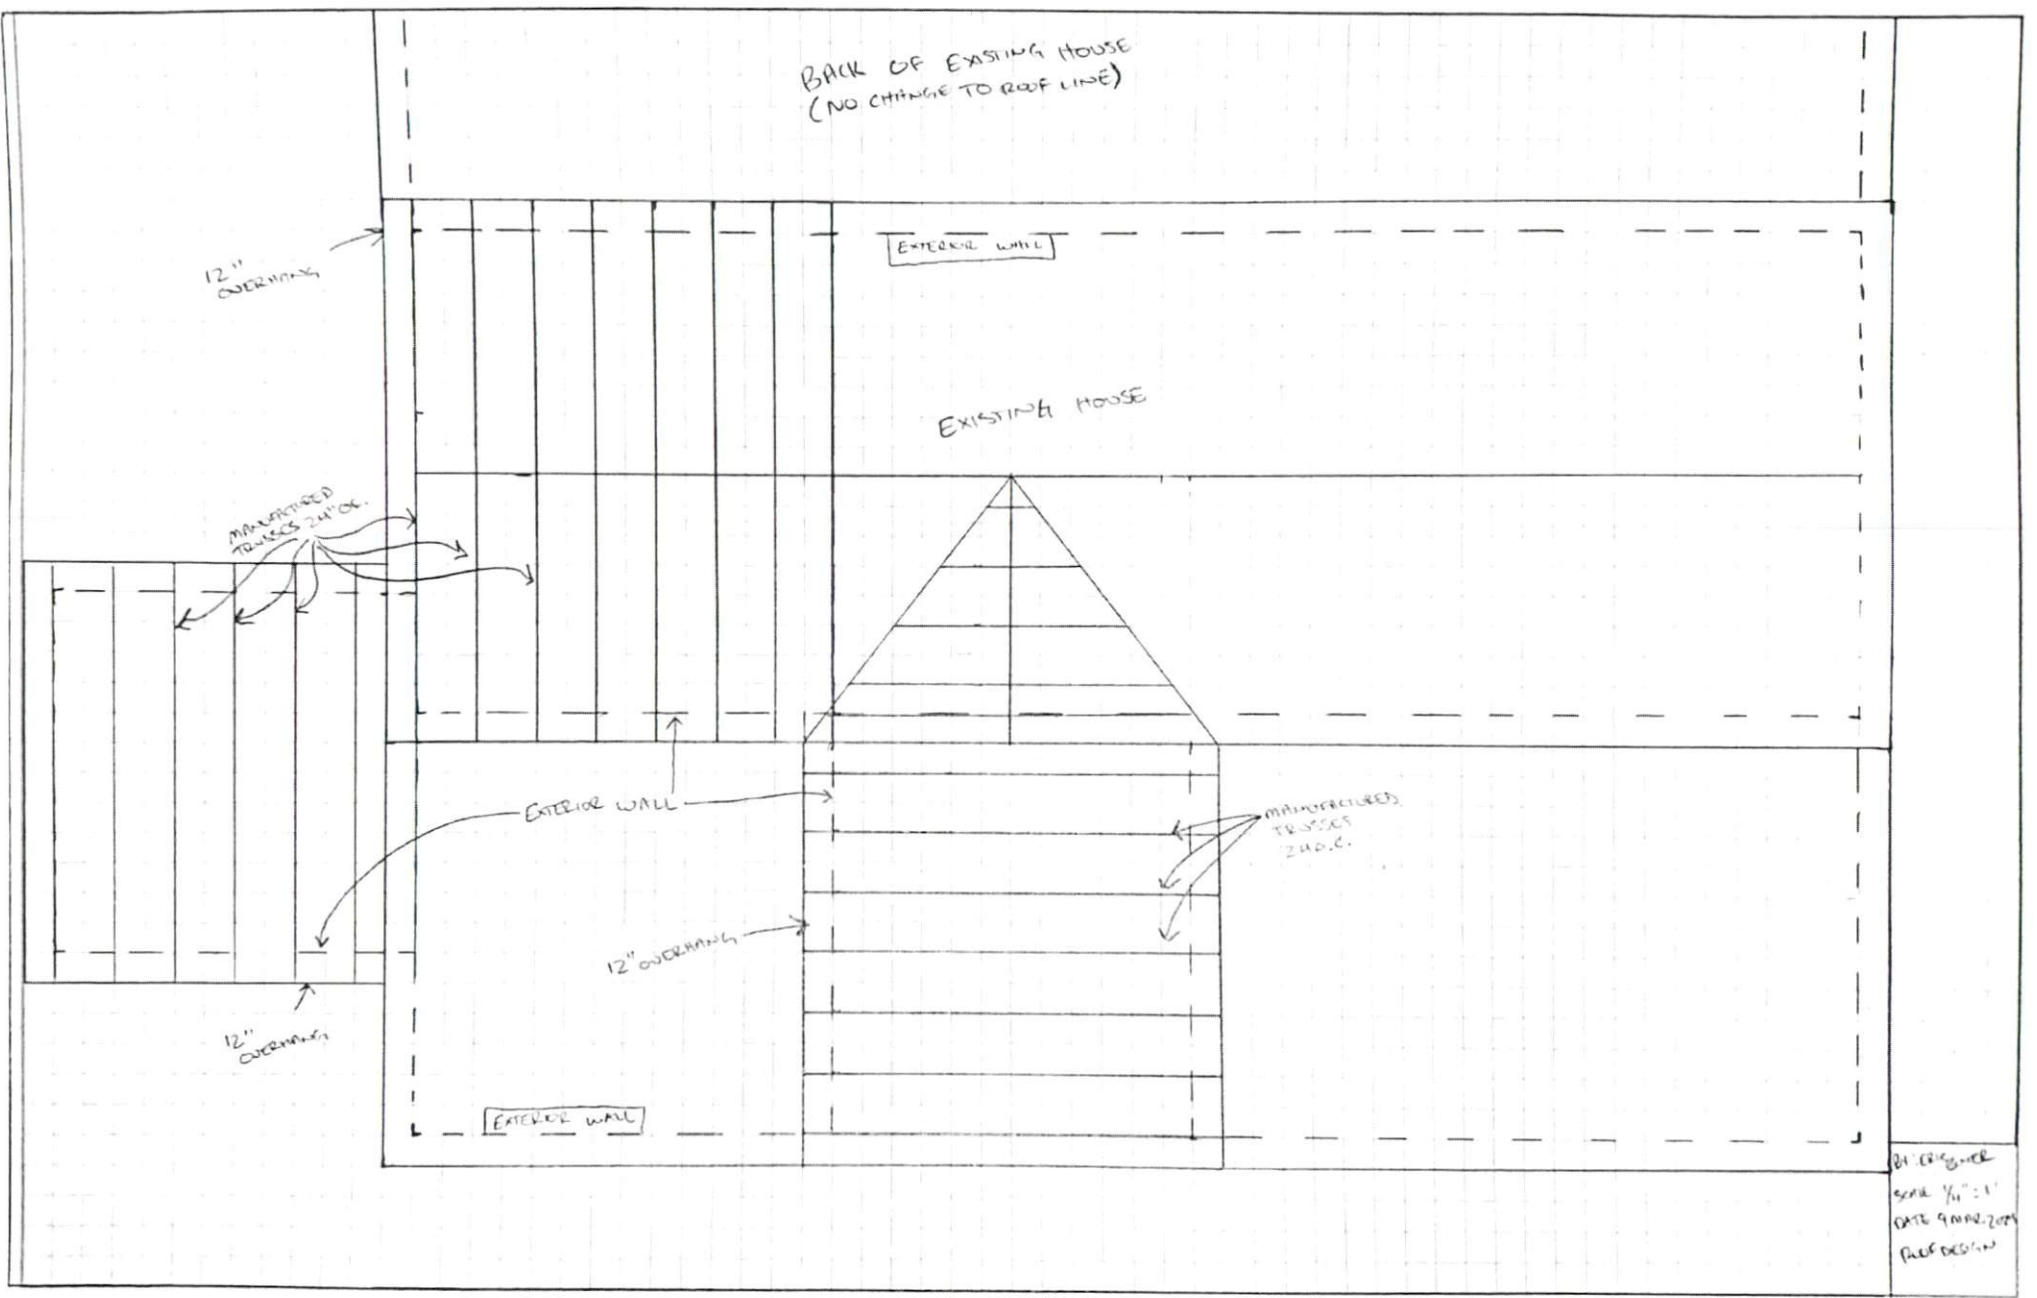 BACK OF EXISTING HOUSE
(NO CHANGE TO ROOF LINE)
EXTERIOR WALL
12"
OVERHANG
EXISTING HOUSE
MANUFACTURED
TRUSSES 24" OC.
EXTERIOR WALL
MANUFACTURED
TRUSSES
24 O.C.
12" OVERHANG
12"
OVERHANG
EXTERIOR WALL
BY:
SCALE 1/4" : 1'
DATE 9 MAR
ROOF DESIGN